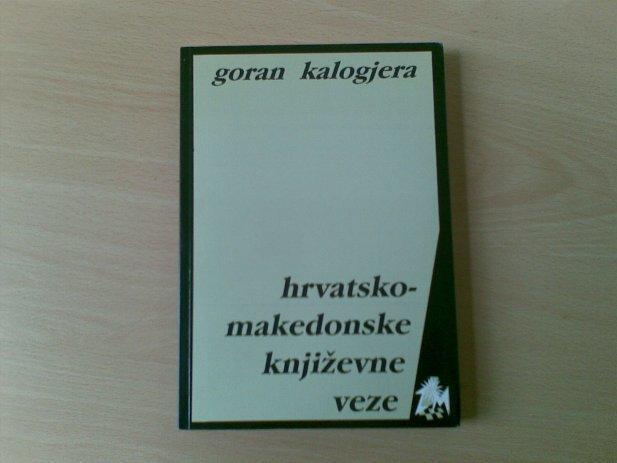 goran kalogjera
hrvatsko-
makedonske
književne
veze